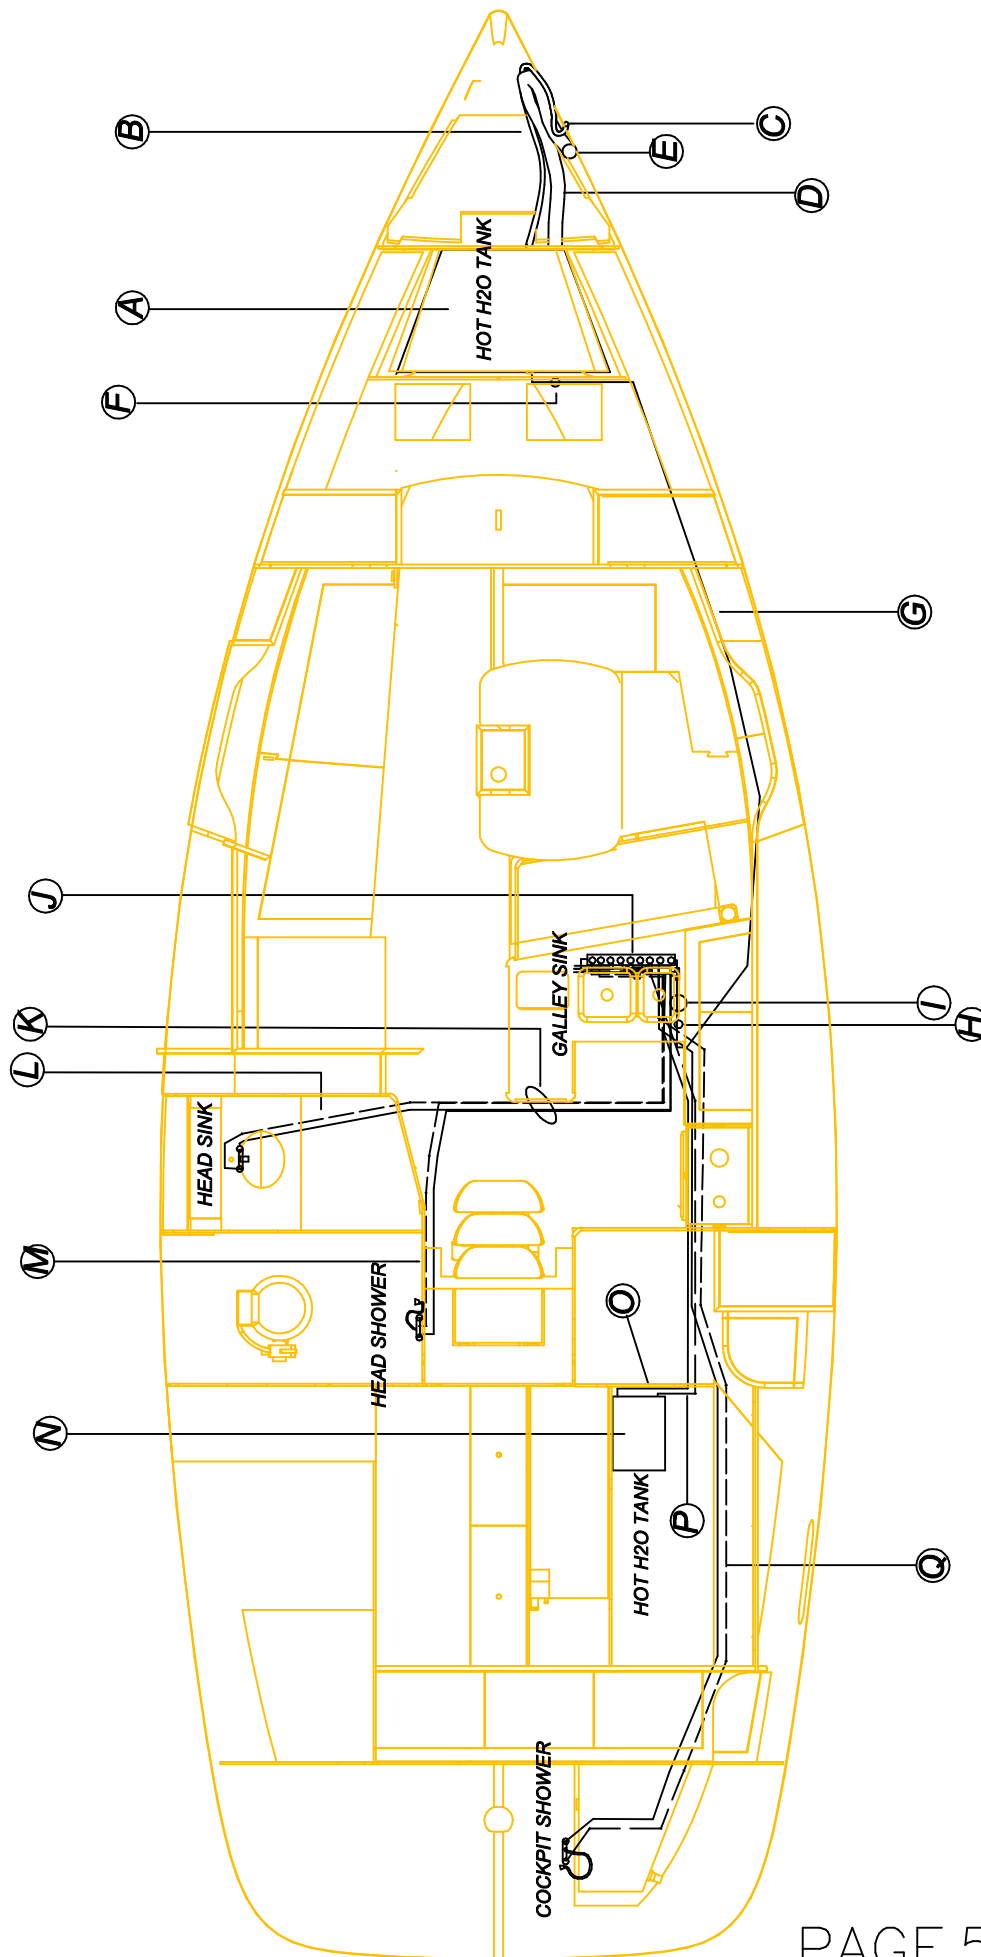 B
C
E
D
HOT H2O TANK
A
F
G
J
GALLEY SINK
K
I
H
L
HEAD SINK
M
HEAD SHOWER
O
N
HOT H2O TANK
P
Q
COCKPIT SHOWER
PAGE 5